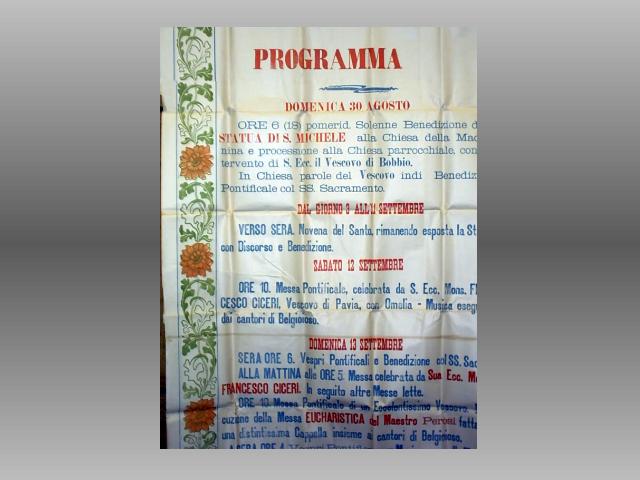 PROGRAMMA
DOMENICA 30 AGOSTO
ORE 6 (18) pomerid. Solenne Benedizione d
STATUA DI S. MICHELE alla Chiesa della Mad
nina e processione alla Chiesa parrocchiale, con
tervento di S. Ecc. il Vescovo di Bobbio.
In Chiesa parole del Vescovo indi Benediz
Pontificale col SS. Sacramento.
DAL GIORNO 3 ALL'11 SETTEMBRE
VERSO SERA. Novena del Santo, rimanendo esposta la St
con Discorso e Benedizione.
SABATO 12 SETTEMBRE
ORE 10. Messa Pontificale, celebrata da S. Ecc. Mons. F
CESCO CICERI, Vescovo di Pavia, con Omelia - Musica eseg
dai cantori di Belgioioso.
DOMENICA 13 SETTEMBRE
SERA ORE 6. Vespri Pontificali e Benedizione col SS. Sac
ALLA MATTINA alle ORE 5. Messa celebrata da Sua Ecc. M
FRANCESCO CICERI. In seguito altre Messe lette.
ORE 10. Messa Pontificale di un Eccellentissimo Vescovo.
cuzione della Messa EUCHARISTICA del Maestro Perosi fatta
una distintissima Cappella insieme ai cantori di Belgioioso.
SERA ORE 4. Vespri